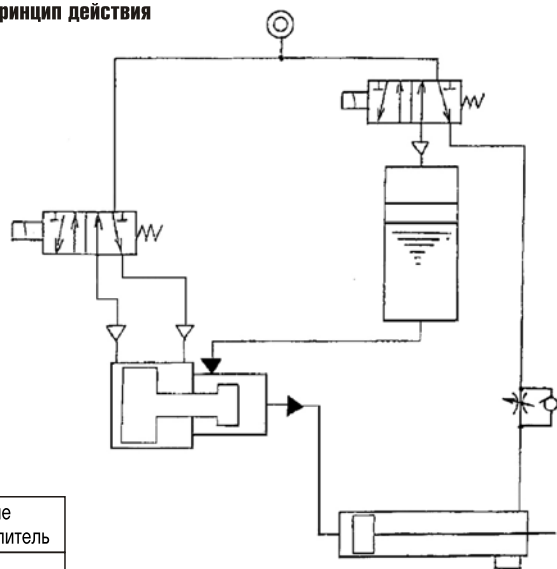 ринцип действия
ие
литель